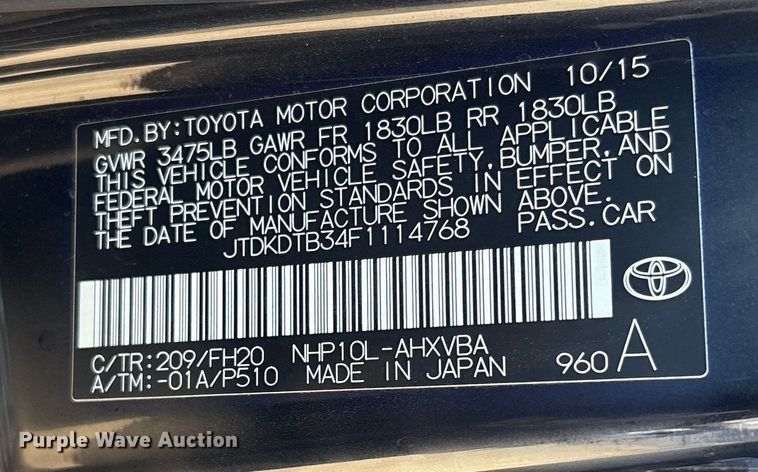 MFD.BY:TOYOTA MOTOR CORPORATION 10/15
GVWR 3475LB GAWR FR 1830LB RR 1830LB
THIS VEHICLE CONFORMS TO ALL APPLICABLE
FEDERAL MOTOR VEHICLE SAFETY,BUMPER,AND
THEFT PREVENTION STANDARDS IN EFFECT ON
THE DATE OF MANUFACTURE SHOWN ABOVE.
JTDKDTB34F1114768 PASS.CAR
C/TR:209/FH20 NHP10L-AHXVBA
A/TM:-01A/P510 MADE IN JAPAN 960 A
Purple Wave Auction